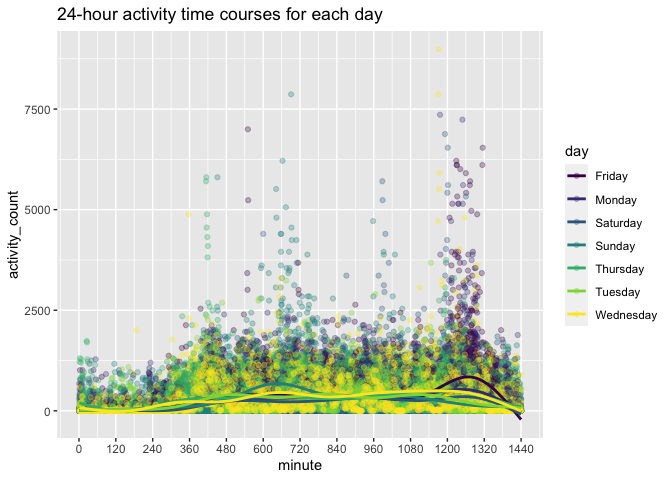 24-hour activity time courses for each day
activity_count
7500
5000
2500
0
0 120 240 360 480 600 720 840 960 1080 1200 1320 1440
minute
day
Friday
Monday
Saturday
Sunday
Thursday
Tuesday
Wednesday